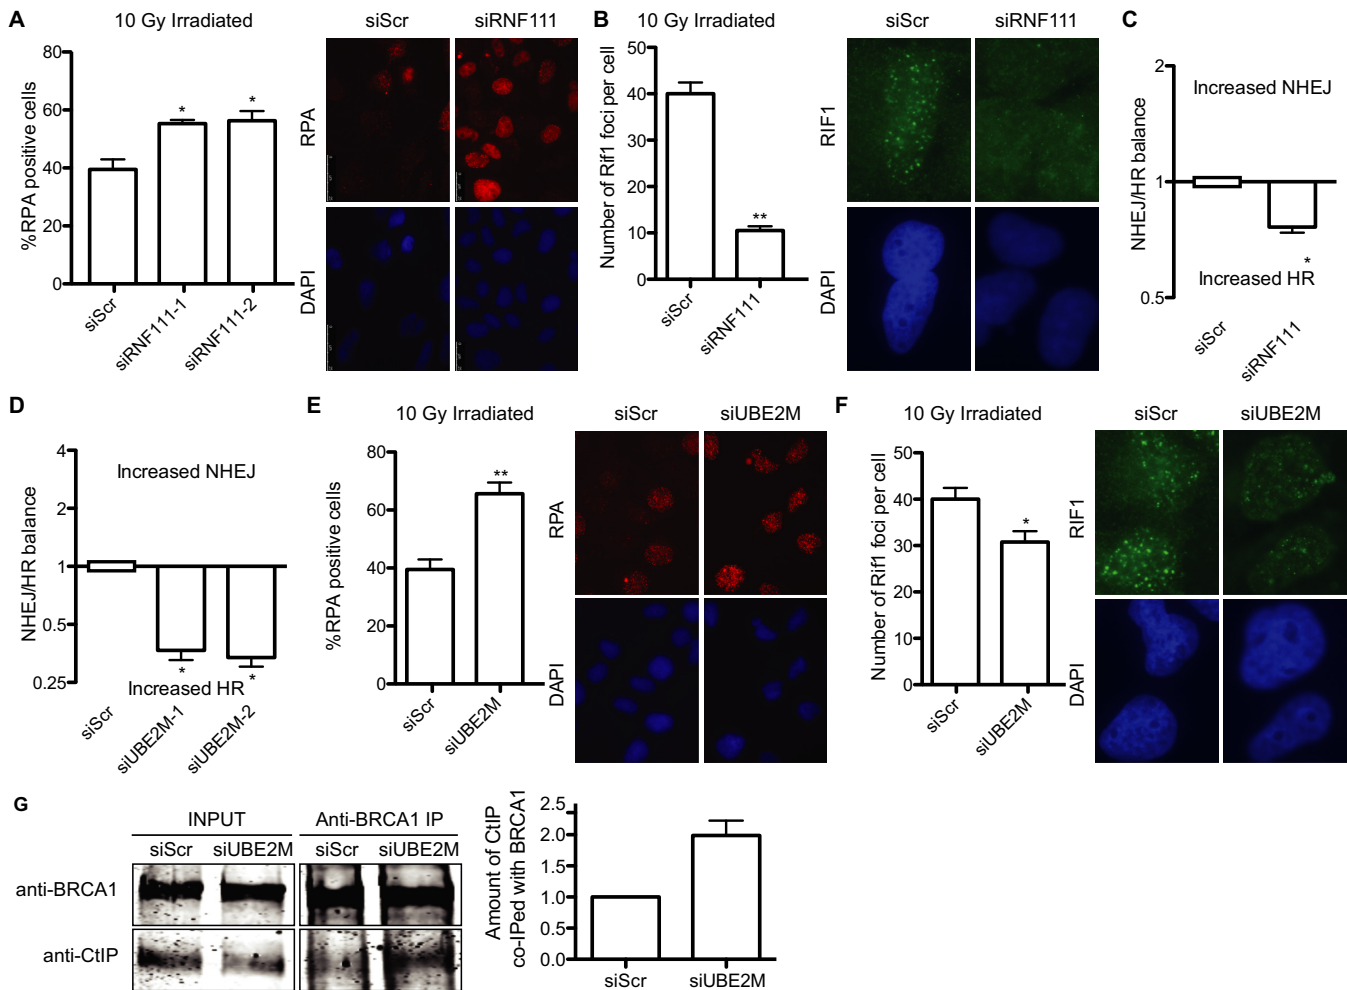 A
10 Gy Irradiated
siScr
siRNF111
%RPA positive cells
80
60
40
20
0
*
*
siScr
siRNF111-1
siRNF111-2
RPA
DAPI
B
10 Gy Irradiated
siScr
siRNF111
Number of Rif1 foci per cell
50
40
30
20
10
0
**
siScr
siRNF111
RIF1
DAPI
C
NHEJ/HR balance
2
1
0.5
Increased NHEJ
*
Increased HR
siScr
siRNF111
D
NHEJ/HR balance
4
2
1
0.5
0.25
Increased NHEJ
*
*
Increased HR
siScr
siUBE2M-1
siUBE2M-2
E
10 Gy Irradiated
siScr
siUBE2M
%RPA positive cells
80
60
40
20
0
**
siScr
siUBE2M
RPA
DAPI
F
10 Gy Irradiated
siScr
siUBE2M
Number of Rif1 foci per cell
50
40
30
20
10
0
*
siScr
siUBE2M
RIF1
DAPI
G
INPUT
Anti-BRCA1 IP
siScr
siUBE2M
siScr
siUBE2M
anti-BRCA1
anti-CtIP
Amount of CtIP
co-IPed with BRCA1
2.5
2.0
1.5
1.0
0.5
0.0
siScr
siUBE2M